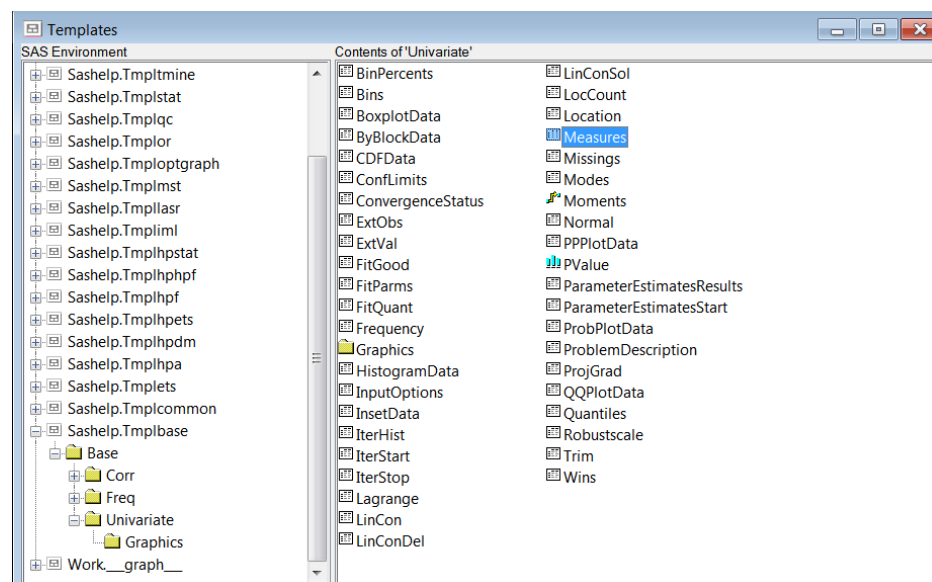 Templates
SAS Environment
Sashelp.Tmpltmine
Sashelp.Tmplstat
Sashelp.Tmplqc
Sashelp.Tmplor
Sashelp.Tmploptgraph
Sashelp.Tmplmst
Sashelp.Tmpllasr
Sashelp.Tmpliml
Sashelp.Tmplhpstat
Sashelp.Tmplhphpf
Sashelp.Tmplhpf
Sashelp.Tmplhpets
Sashelp.Tmplhpdm
Sashelp.Tmplhpa
Sashelp.Tmplets
Sashelp.Tmplcommon
Sashelp.Tmplbase
Base
Corr
Freq
Univariate
Graphics
Work.__graph__
Contents of 'Univariate'
BinPercents
Bins
BoxplotData
ByBlockData
CDFData
ConfLimits
ConvergenceStatus
ExtObs
ExtVal
FitGood
FitParms
FitQuant
Frequency
Graphics
HistogramData
InputOptions
InsetData
IterHist
IterStart
IterStop
Lagrange
LinCon
LinConDel
LinConSol
LocCount
Location
Measures
Missings
Modes
Moments
Normal
PPPlotData
PValue
ParameterEstimatesResults
ParameterEstimatesStart
ProbPlotData
ProblemDescription
ProjGrad
QQPlotData
Quantiles
Robustscale
Trim
Wins